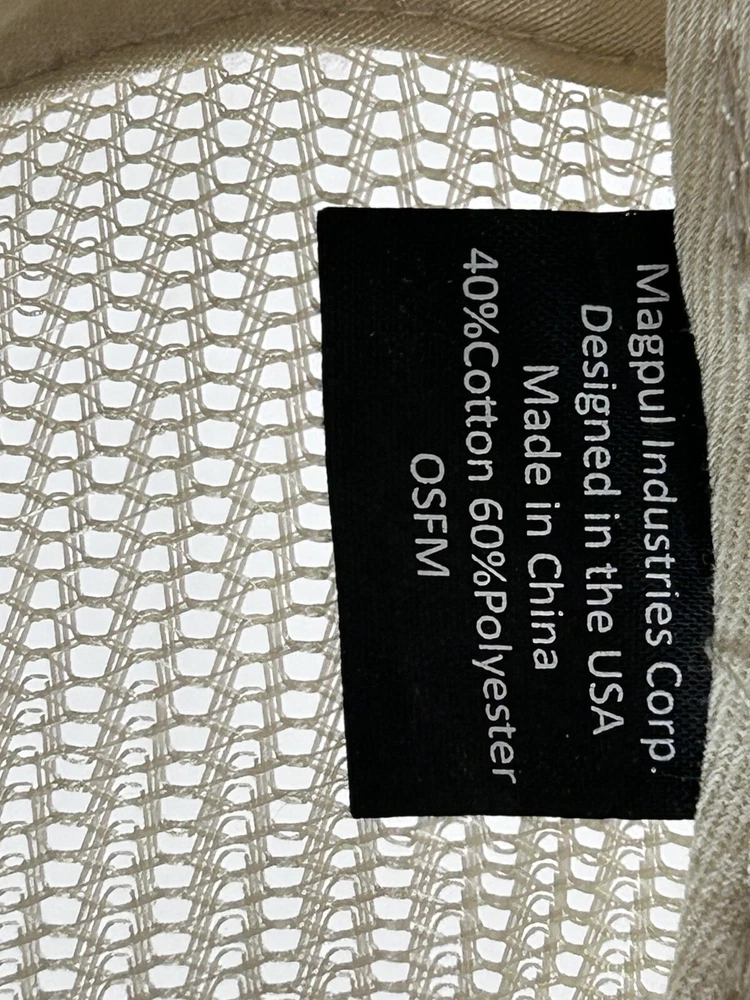 Magpul Industries Corp.
Designed in the USA
Made in China
40%Cotton 60%Polyester
OSFM